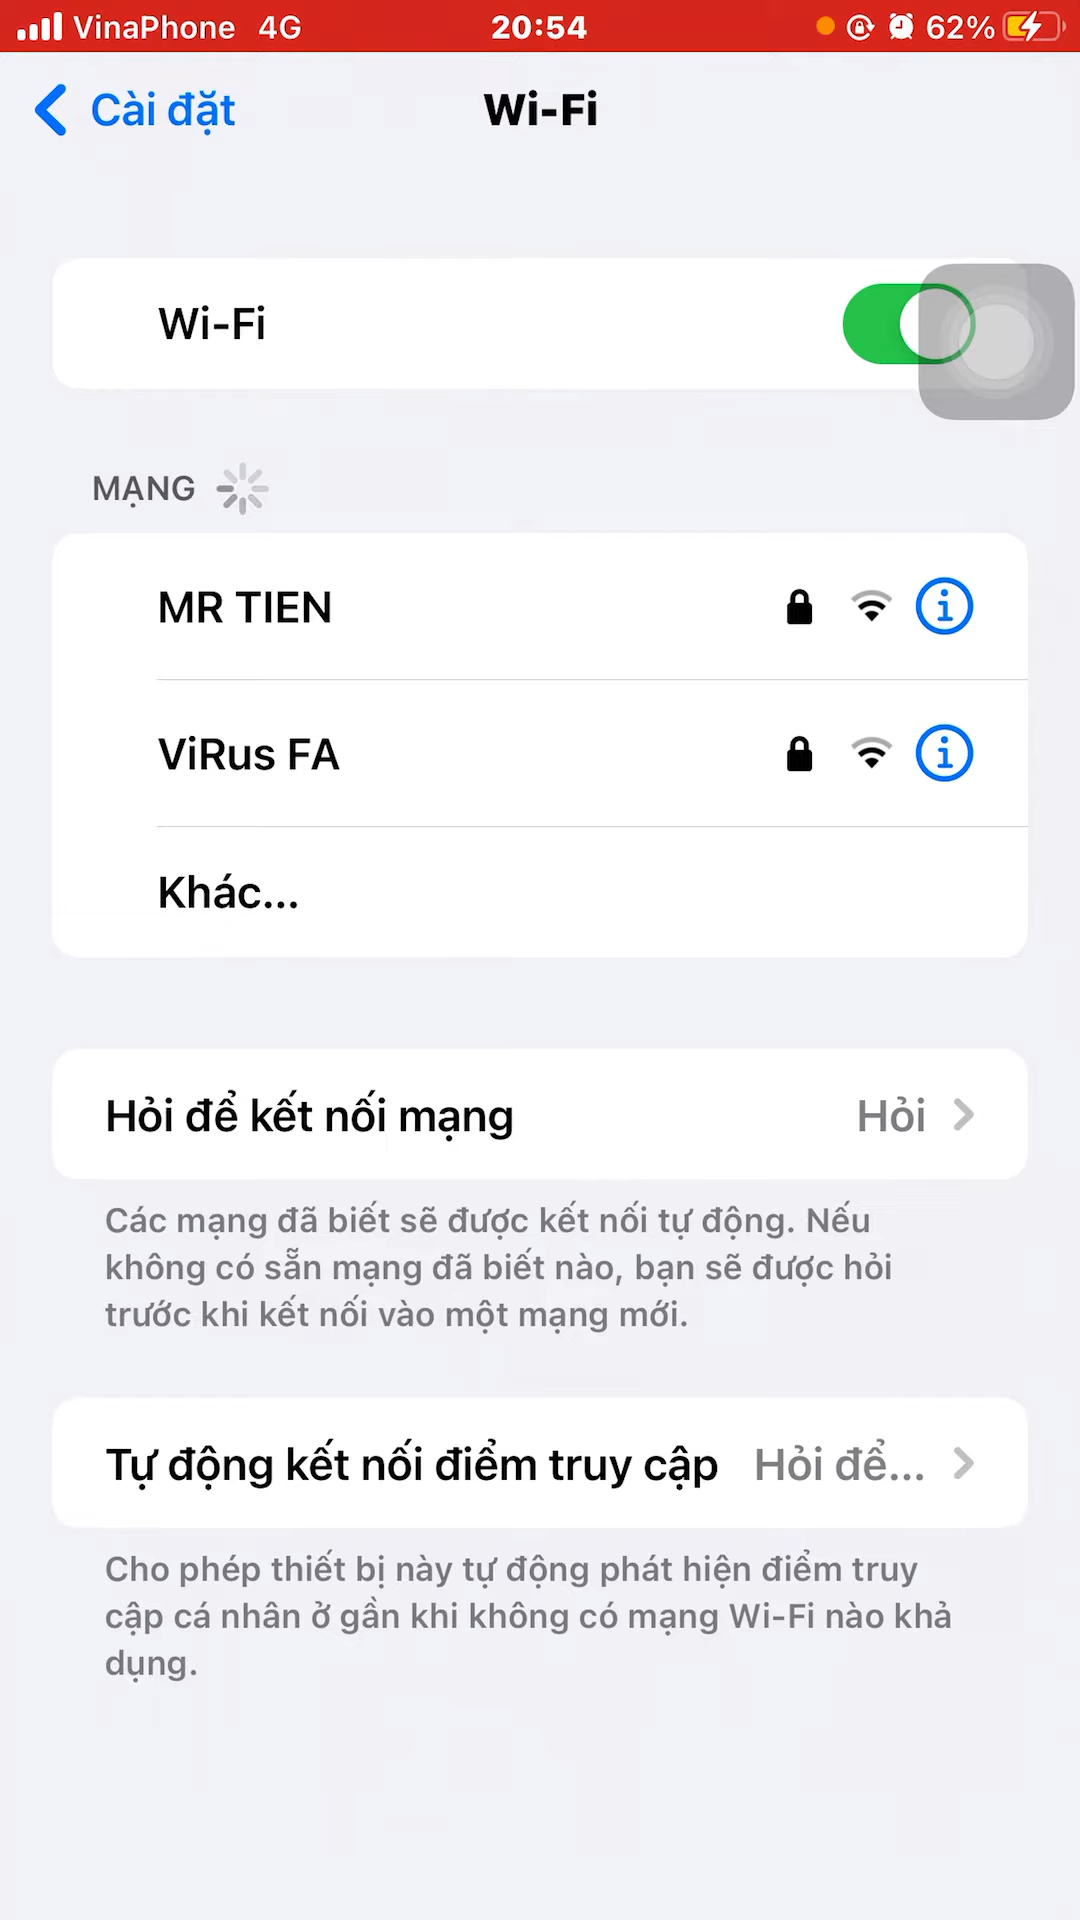 VinaPhone 4G 20:54 62%
Cài đặt Wi-Fi
Wi-Fi
MẠNG
MR TIEN
ViRus FA
Khác...
Hỏi để kết nối mạng Hỏi
Các mạng đã biết sẽ được kết nối tự động. Nếu
không có sẵn mạng đã biết nào, bạn sẽ được hỏi
trước khi kết nối vào một mạng mới.
Tự động kết nối điểm truy cập Hỏi để...
Cho phép thiết bị này tự động phát hiện điểm truy
cập cá nhân ở gần khi không có mạng Wi-Fi nào khả
dụng.